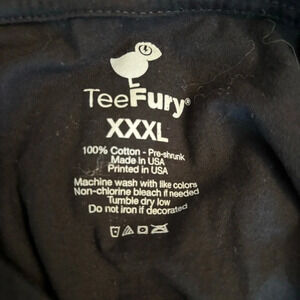 TeeFury®
XXXL
100% Cotton - Pre-shrunk
Made in USA
Printed in USA
Machine wash with like colors
Non-chlorine bleach if needed
Tumble dry low
Do not iron if decorated